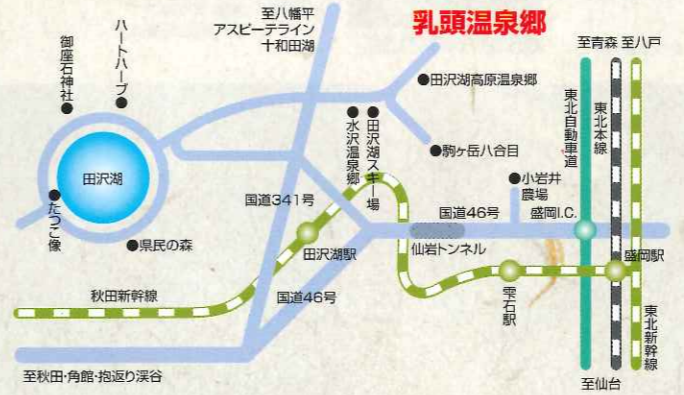 乳頭温泉郷
至八幡平
アスピーテライン
十和田湖
至青森
至八戸
ハートハーブ
御座石神社
田沢湖高原温泉郷
東北自動車道
東北本線
田沢湖スキー場
水沢温泉郷
駒ヶ岳八合目
田沢湖
小岩井
農場
たつこ像
国道341号
国道46号
盛岡I.C.
県民の森
田沢湖駅
仙岩トンネル
盛岡駅
秋田新幹線
国道46号
雫石駅
東北新幹線
至秋田・角館・抱返り渓谷
至仙台